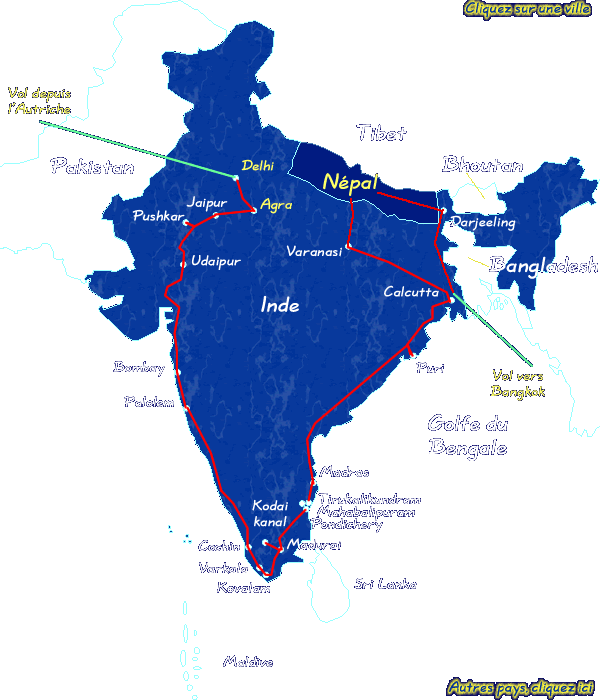 Cliquez sur une ville
Vol depuis
l'Autriche
Tibet
Pakistan
Bhoutan
Delhi
Népal
Jaipur
Agra
Pushkar
Darjeeling
Varanasi
Udaipur
Bangladesh
Calcutta
Inde
Bombay
Puri
Vol vers
Bangkok
Palolem
Golfe du
Bengale
Madras
Tirukalikundram
Kodai
kanal
Mahabalipuram
Pondichery
Cochin
Madurai
Varkala
Kovalam
Sri Lanka
Maldive
Autres pays, cliquez ici